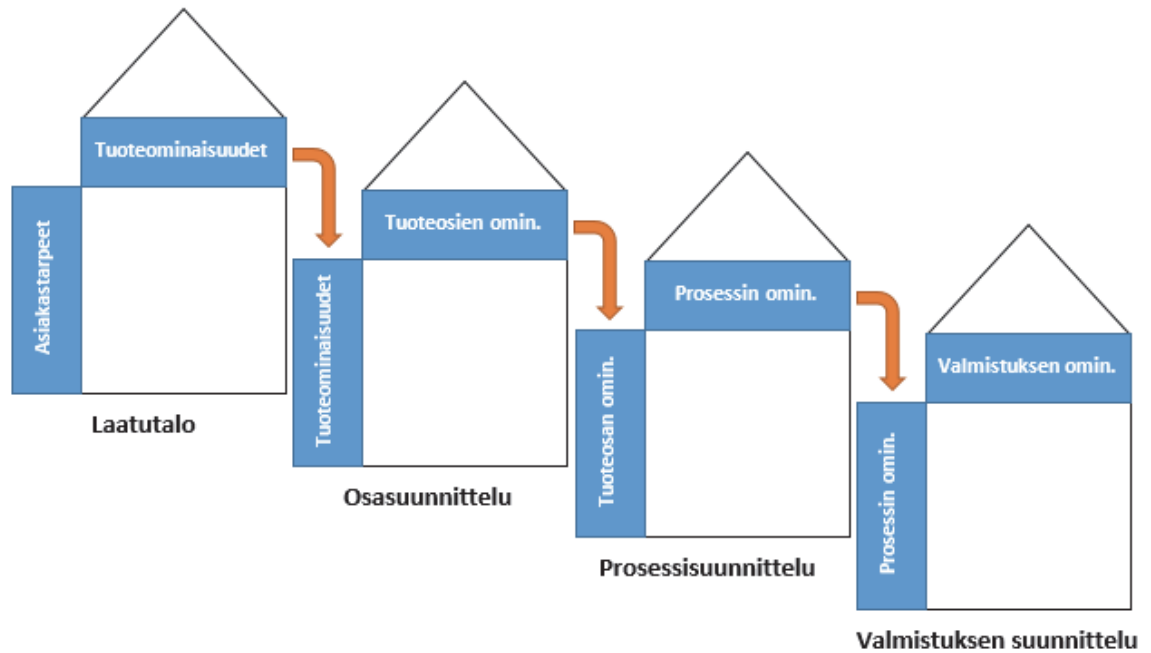 Tuoteominaisuudet
Asiakastarpeet
Laatutalo
Tuoteosien omin.
Tuoteominaisuudet
Osasuunnittelu
Prosessin omin.
Tuoteosan omin.
Prosessisuunnittelu
Valmistuksen omin.
Prosessin omin.
Valmistuksen suunnittelu